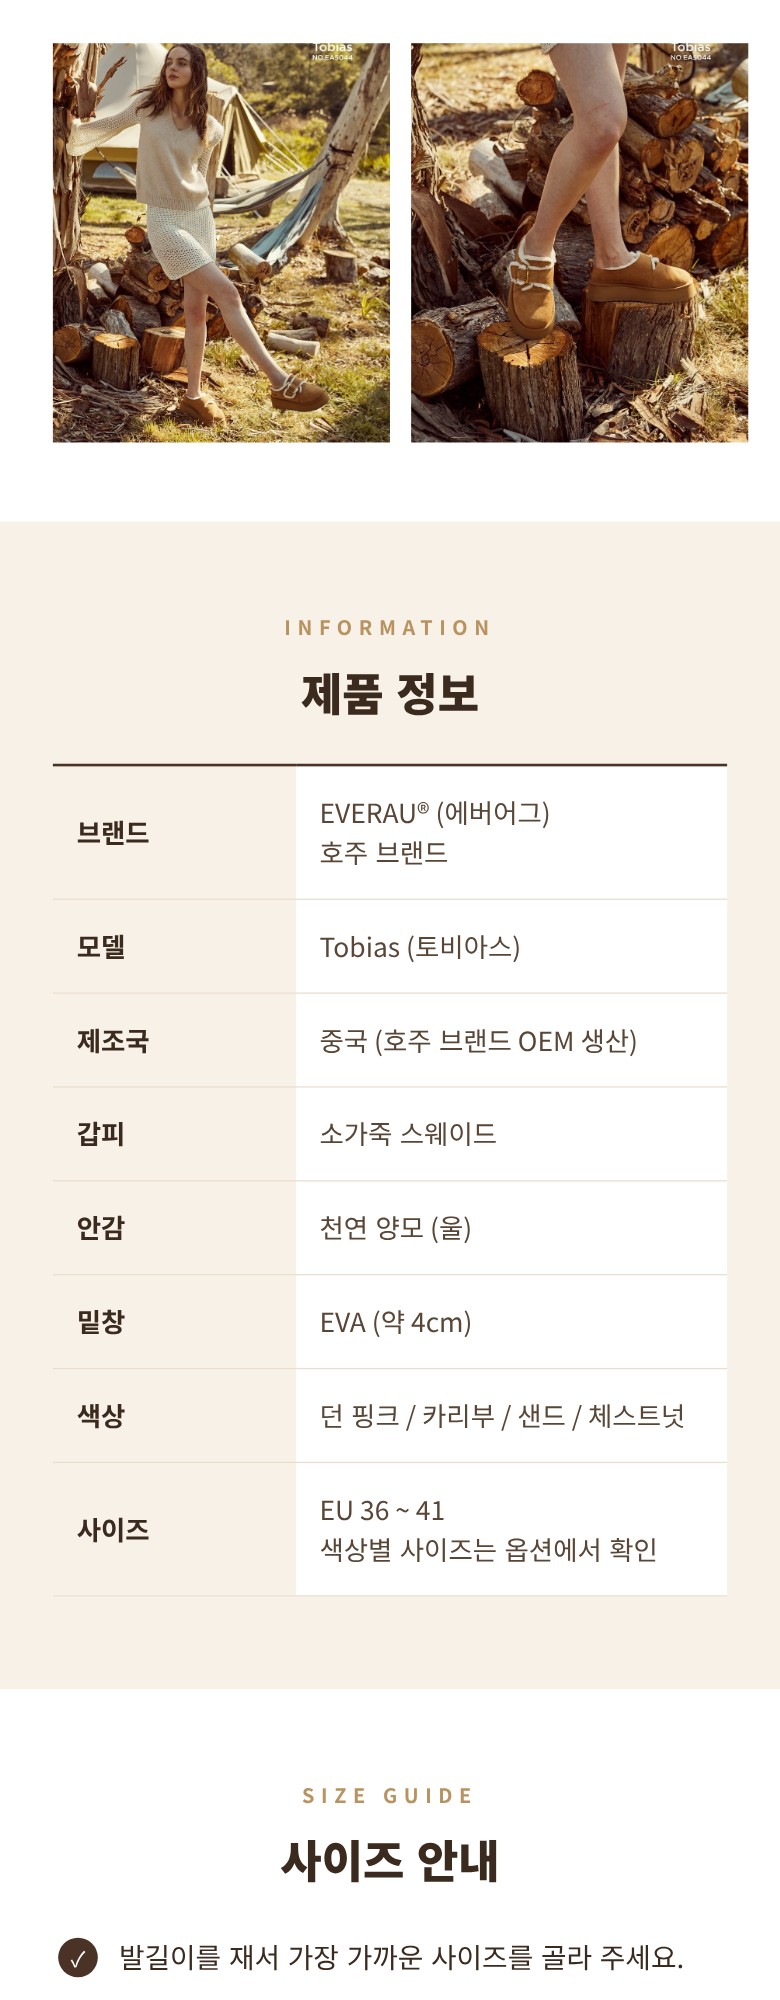 Tobias
NO.EA5044
Tobias
NO.EA5044
INFORMATION
제품 정보
브랜드
EVERAU® (에버어그)
호주 브랜드
모델
Tobias (토비아스)
제조국
중국 (호주 브랜드 OEM 생산)
갑피
소가죽 스웨이드
안감
천연 양모 (울)
밑창
EVA (약 4cm)
색상
던 핑크 / 카리부 / 샌드 / 체스트넛
사이즈
EU 36 ~ 41
색상별 사이즈는 옵션에서 확인
SIZE GUIDE
사이즈 안내
발길이를 재서 가장 가까운 사이즈를 골라 주세요.